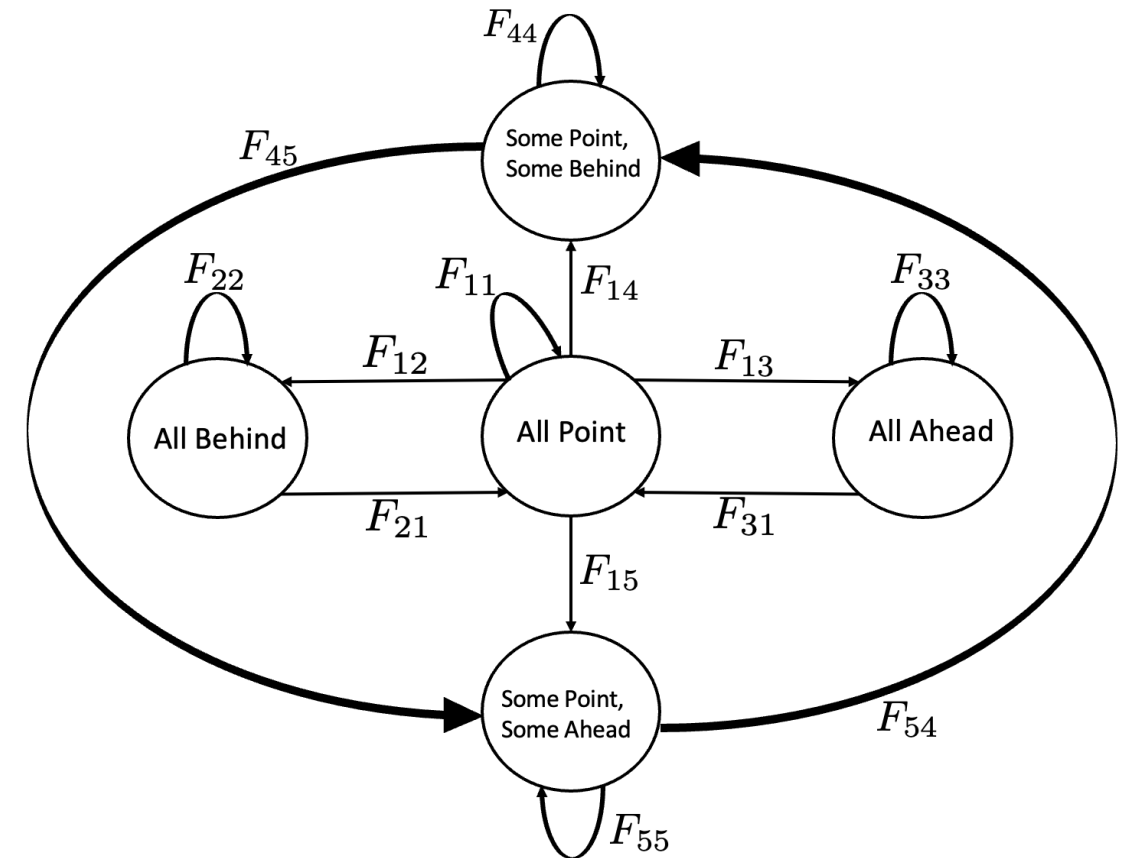 F₄₄
Some Point,
Some Behind
F₄₅
F₂₂
F₁₁
F₁₄
F₃₃
F₁₂
F₁₃
All Behind
All Point
All Ahead
F₂₁
F₃₁
F₁₅
Some Point,
Some Ahead
F₅₄
F₅₅